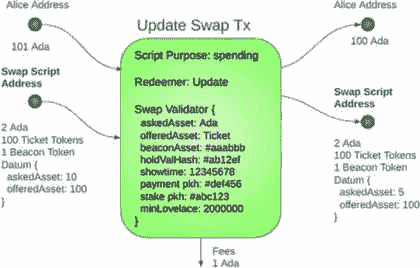 Alice Address
101 Ada
Swap Script
Address
2 Ada
100 Ticket Tokens
1 Beacon Token
Datum {
askedAsset: 10
offeredAsset: 100
}
Update Swap Tx
Script Purpose: spending
Redeemer: Update
Swap Validator {
askedAsset: Ada
offeredAsset: Ticket
beaconAsset: #aaabbb
holdValHash: #ab12ef
showtime: 12345678
payment pkh: #def456
stake pkh: #abc123
minLovelace: 2000000
}
Fees
1 Ada
Alice Address
100 Ada
Swap Script
Address
2 Ada
100 Ticket Tokens
1 Beacon Token
Datum {
askedAsset: 5
offeredAsset: 100
}